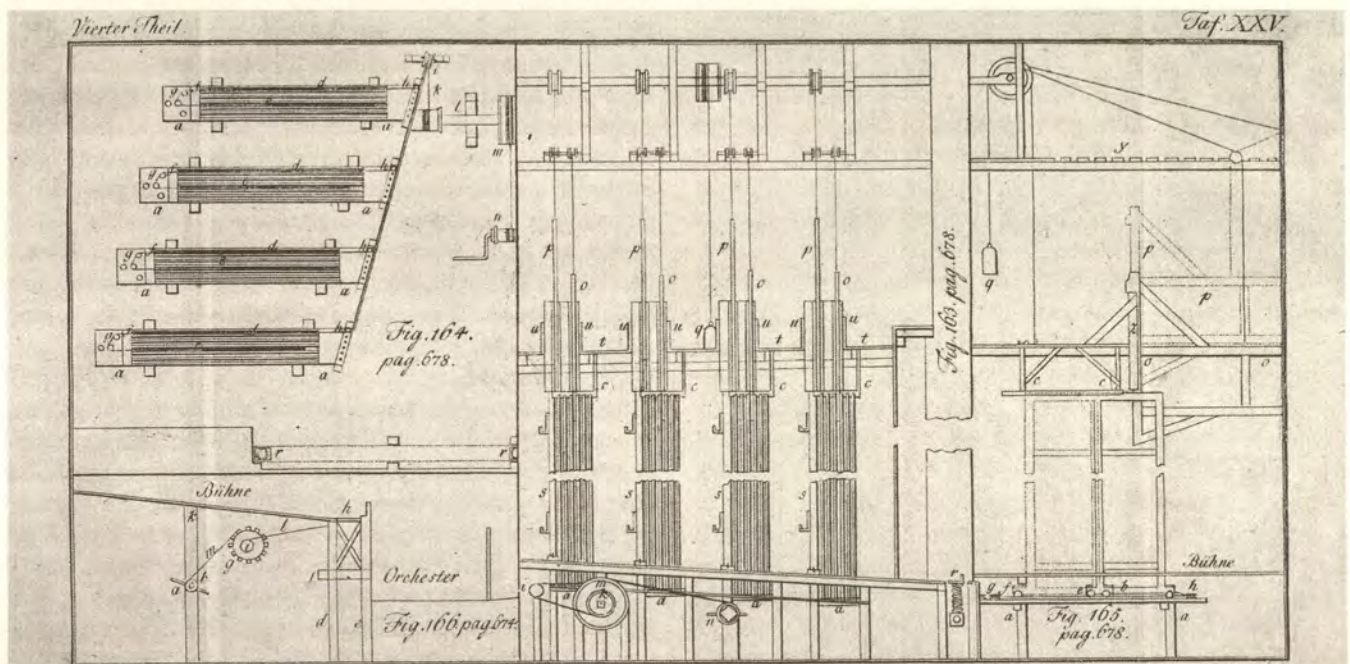 Vierter Theil.
Taf. XXV.
Fig. 164.
pag. 678.
Fig. 163. pag. 678.
Bühne
Orchester
Fig. 166. pag. 674.
Bühne
Fig. 165.
pag. 678.
g f d h i
a e a k l m
g d h
a a n
g f d h
a e a
d h
a a
r r
k l h
m i g b a f d e
p p p o p o
u u u u q u u u
t t t
c c c c
s s s s
i a m k d n a a r
y
q p p
z
c c o o
g f e b h
a a